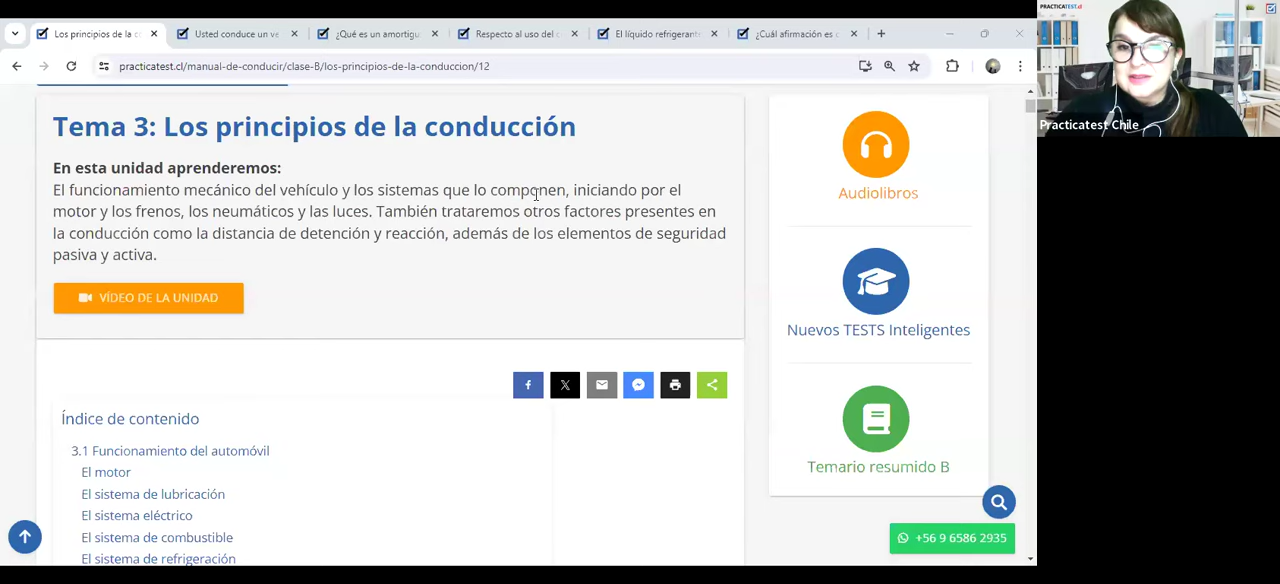 Los principios de la c
Usted conduce un ve
¿Qué es un amortigu
Respecto al uso del c
El líquido refrigerant
¿Cuál afirmación es c
practicatest.cl/manual-de-conducir/clase-B/los-principios-de-la-conduccion/12
PRACTICATEST.cl
Practicatest Chile
Tema 3: Los principios de la conducción
En esta unidad aprenderemos:
El funcionamiento mecánico del vehículo y los sistemas que lo componen, iniciando por el
motor y los frenos, los neumáticos y las luces. También trataremos otros factores presentes en
la conducción como la distancia de detención y reacción, además de los elementos de seguridad
pasiva y activa.
VÍDEO DE LA UNIDAD
Índice de contenido
3.1 Funcionamiento del automóvil
El motor
El sistema de lubricación
El sistema eléctrico
El sistema de combustible
El sistema de refrigeración
Audiolibros
Nuevos TESTS Inteligentes
Temario resumido B
+56 9 6586 2935